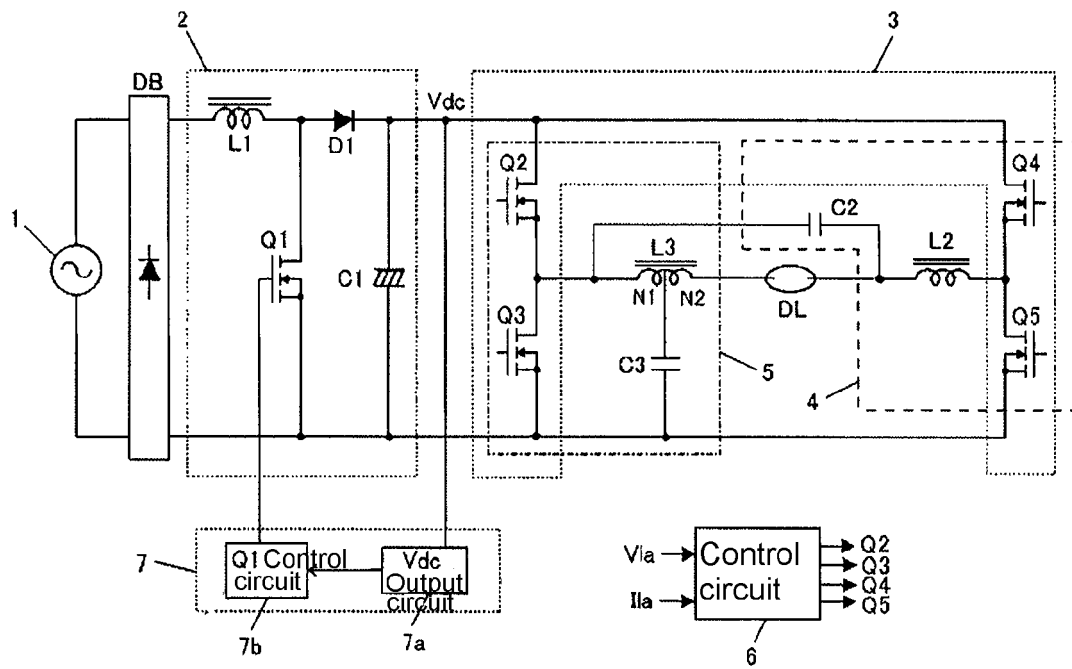 2
3
DB
Vdc
L1
D1
Q2
Q4
C2
1
Q1
L3
L2
C1
N1
N2
DL
Q3
Q5
C3
5
4
7
Q1 Control
circuit
Vdc
Output
circuit
7b
7a
Vla
Ila
Control
circuit
Q2
Q3
Q4
Q5
6